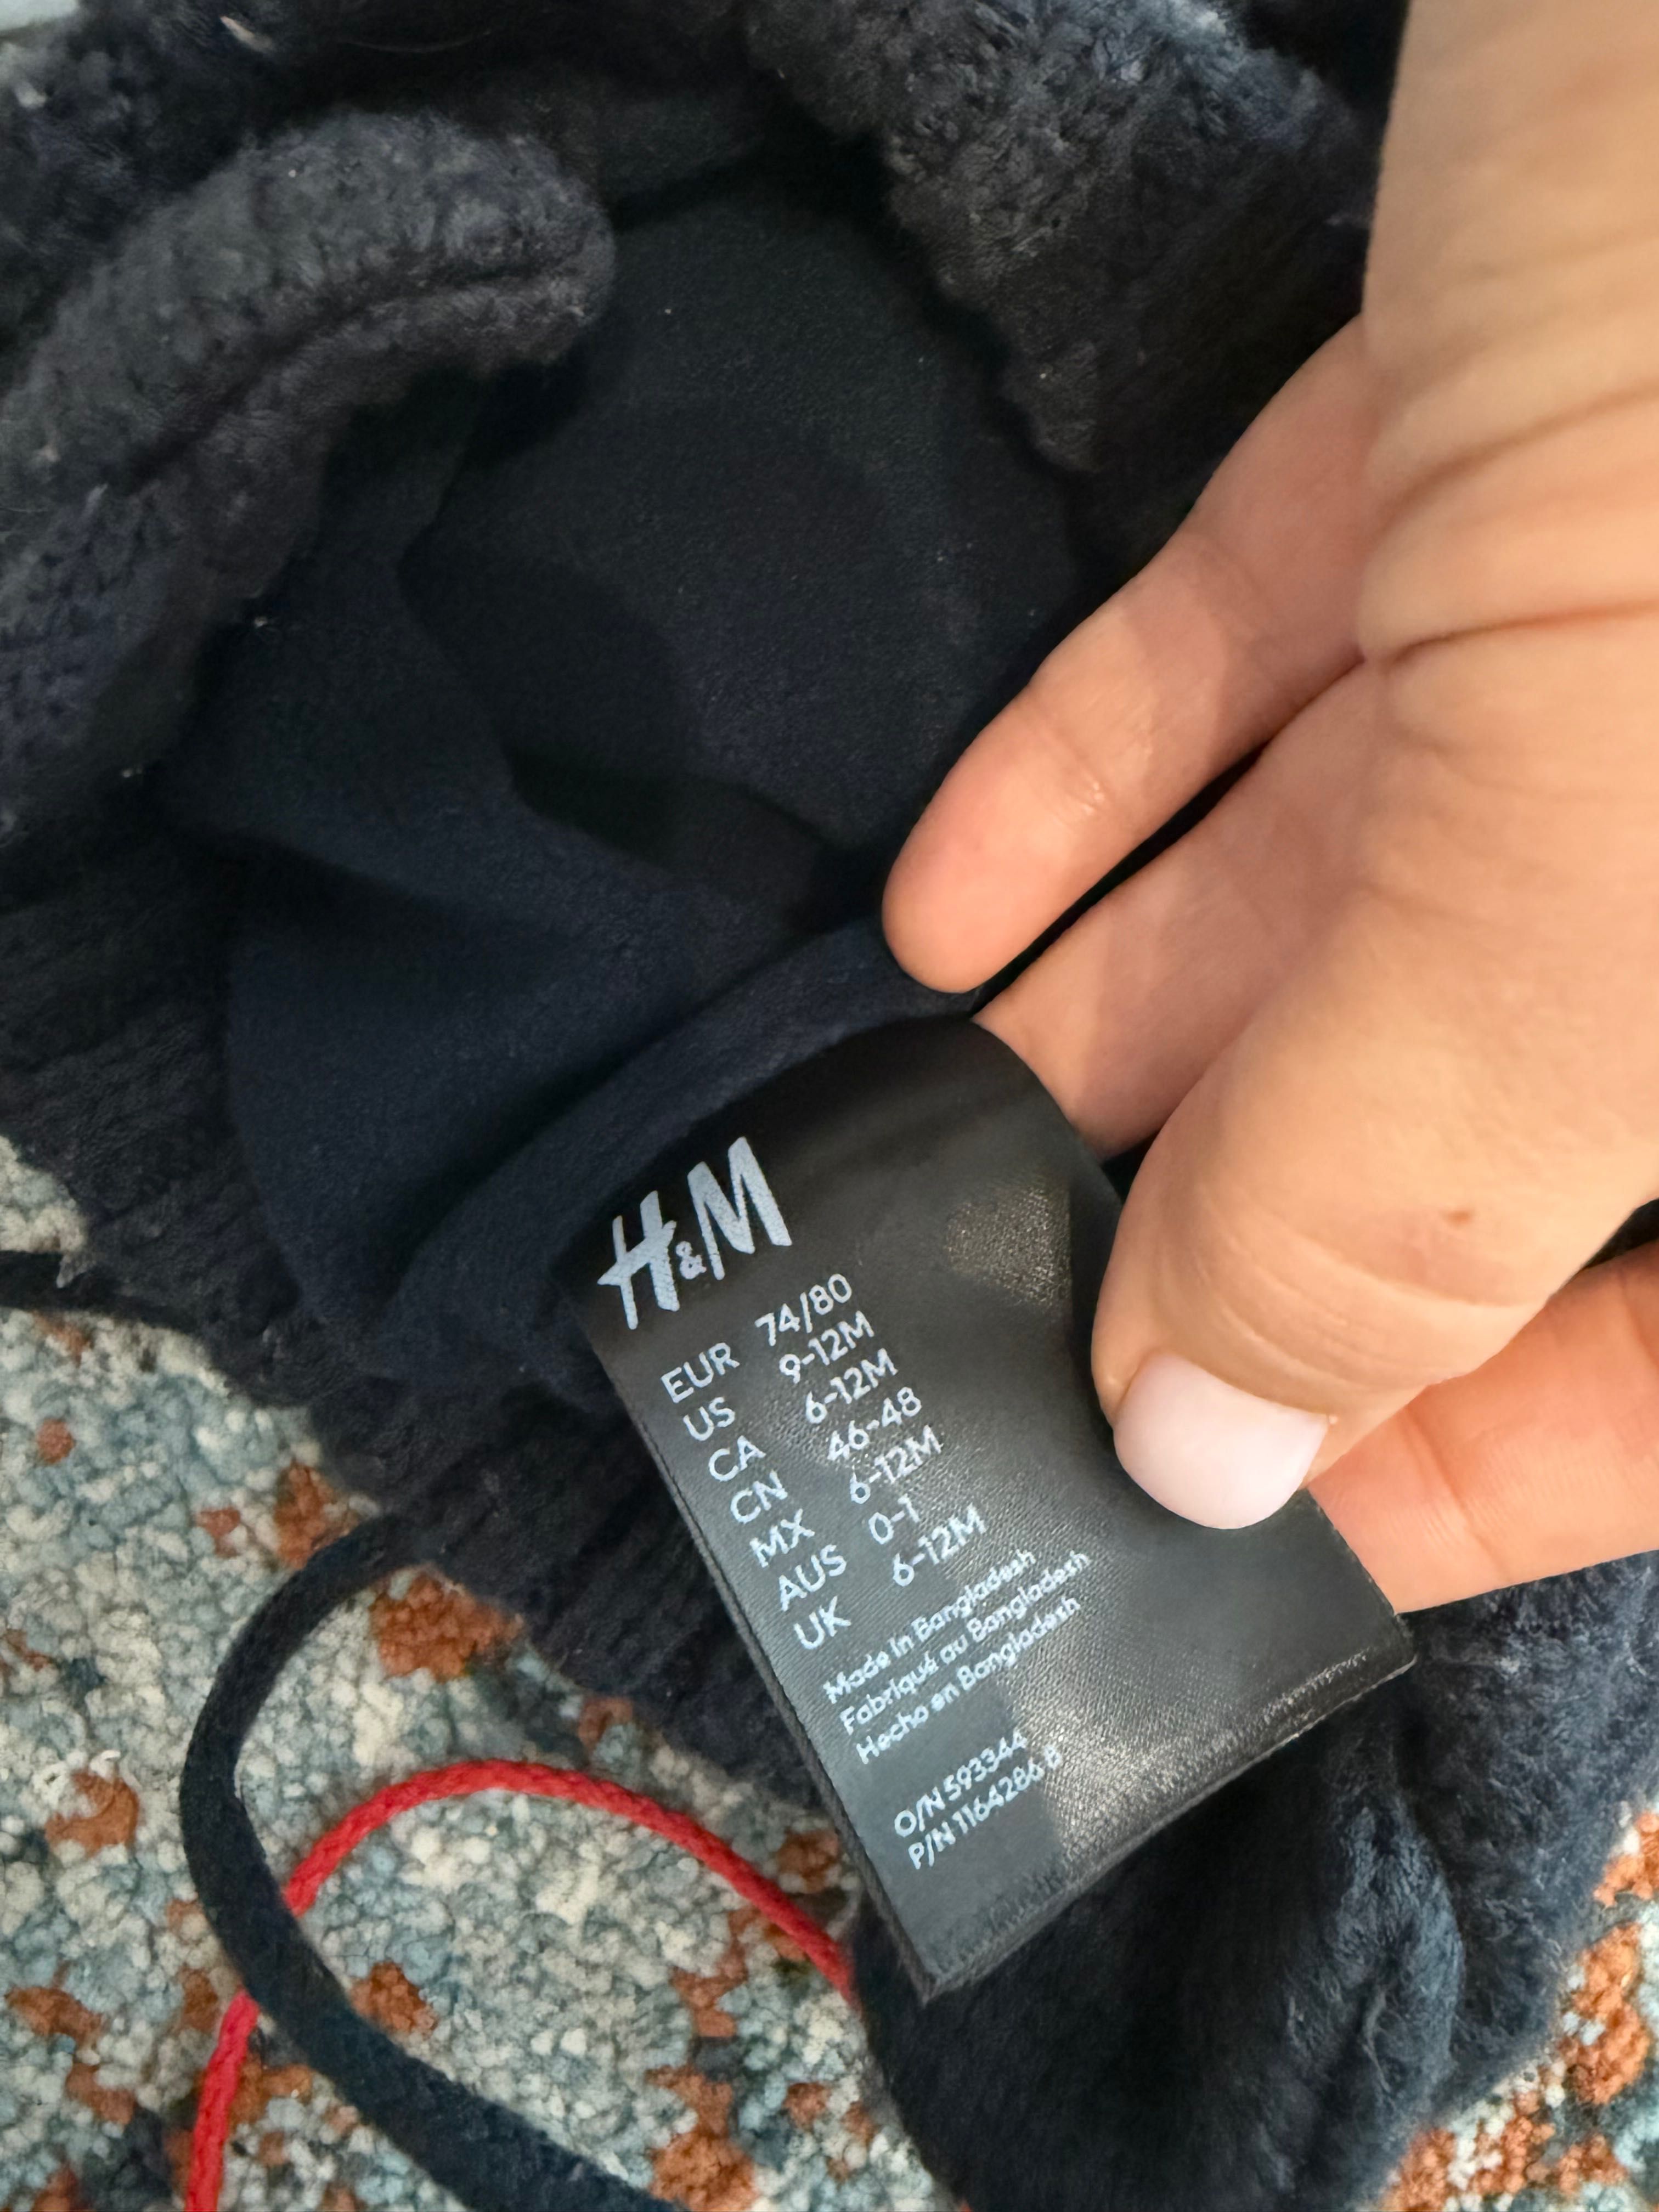 H&M
EUR 74/80
US 9-12M
CA 6-12M
CN 46-48
MX 6-12M
AUS 0-1
UK 6-12M
Made in Bangladesh
Fabriqué au Bangladesh
Hecho en Bangladesh
O/N 593344
P/N 1164286 8